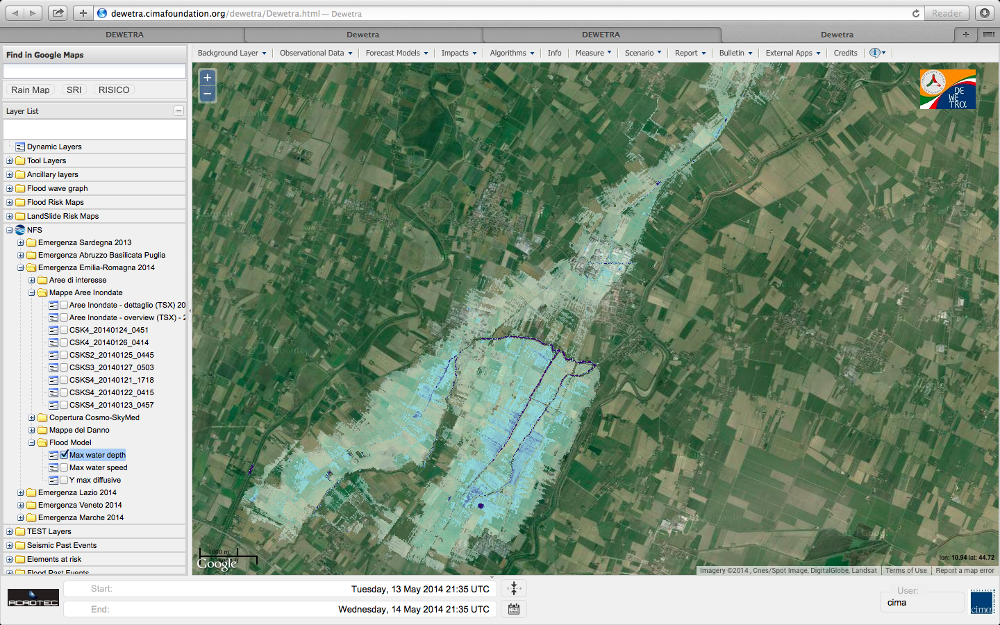 dewetra.cimafoundation.org/dewetra/Dewetra.html — Dewetra
Reader
DEWETRA
Dewetra
DEWETRA
Dewetra
Find in Google Maps
Rain Map
SRI
RISICO
Layer List
Dynamic Layers
Tool Layers
Ancillary layers
Flood wave graph
Flood Risk Maps
LandSlide Risk Maps
NFS
Emergenza Sardegna 2013
Emergenza Abruzzo Basilicata Puglia
Emergenza Emilia-Romagna 2014
Aree di interesse
Mappe Aree Inondate
Aree Inondate - dettaglio (TSX) 20
Aree Inondate - overview (TSX) - 2
CSK4_20140124_0451
CSK4_20140126_0414
CSKS2_20140125_0445
CSKS3_20140127_0503
CSKS4_20140121_1718
CSKS4_20140122_0415
CSKS4_20140123_0457
Copertura Cosmo-SkyMed
Mappe del Danno
Flood Model
Max water depth
Max water speed
Y max diffusive
Emergenza Lazio 2014
Emergenza Veneto 2014
Emergenza Marche 2014
TEST Layers
Seismic Past Events
Elements at risk
Flood Past Events
Background Layer
Observational Data
Forecast Models
Impacts
Algorithms
Info
Measure
Scenario
Report
Bulletin
External Apps
Credits
DE
WE
TRα
1000 m
Google
lon: 10.94 lat: 44.72
Imagery ©2014 , Cnes/Spot Image, DigitalGlobe, Landsat
Terms of Use
Report a map error
ACROTEC
Start:
Tuesday, 13 May 2014 21:35 UTC
End:
Wednesday, 14 May 2014 21:35 UTC
User:
cima
cima